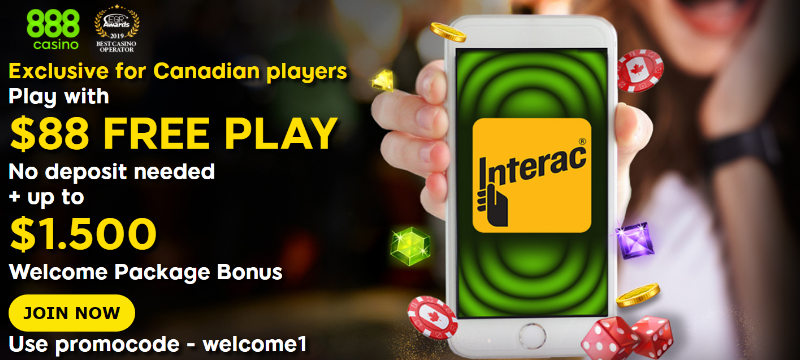 888
casino
EGR
Awards
2019
BEST CASINO
OPERATOR
Exclusive for Canadian players
Play with
$88 FREE PLAY
No deposit needed
+ up to
$1.500
Welcome Package Bonus
JOIN NOW
Use promocode - welcome1
Interac®